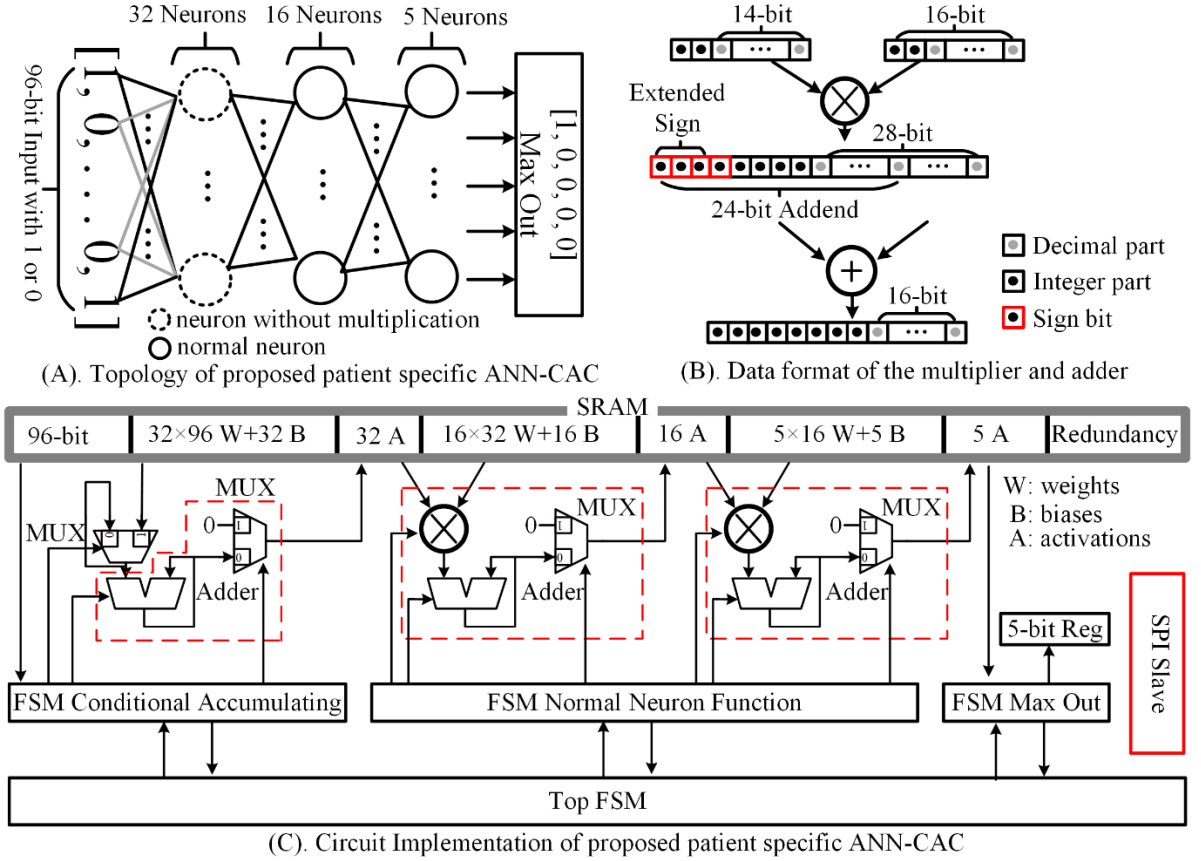 32 Neurons 16 Neurons 5 Neurons
96-bit Input with 1 or 0
[1, 0, . . . 0, 1]
Max Out
[1, 0, 0, 0, 0]
neuron without multiplication
normal neuron
(A). Topology of proposed patient specific ANN-CAC
14-bit 16-bit
Extended
Sign
28-bit
24-bit Addend
Decimal part
Integer part
Sign bit
16-bit
(B). Data format of the multiplier and adder
SRAM
96-bit 32×96 W+32 B 32 A 16×32 W+16 B 16 A 5×16 W+5 B 5 A Redundancy
MUX MUX MUX MUX
W: weights
B: biases
A: activations
0 1 0 1 0 1 0 1
0 0 0
Adder Adder Adder
5-bit Reg
SPI Slave
FSM Conditional Accumulating FSM Normal Neuron Function FSM Max Out
Top FSM
(C). Circuit Implementation of proposed patient specific ANN-CAC